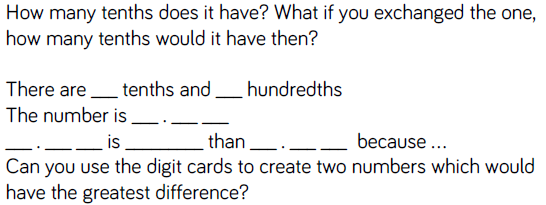 How many tenths does it have? What if you exchanged the one,
how many tenths would it have then?
There are ___ tenths and ___ hundredths
The number is ___ . ___ ___
___ . ___ ___ is _________ than ___ . ___ ___ because ...
Can you use the digit cards to create two numbers which would
have the greatest difference?